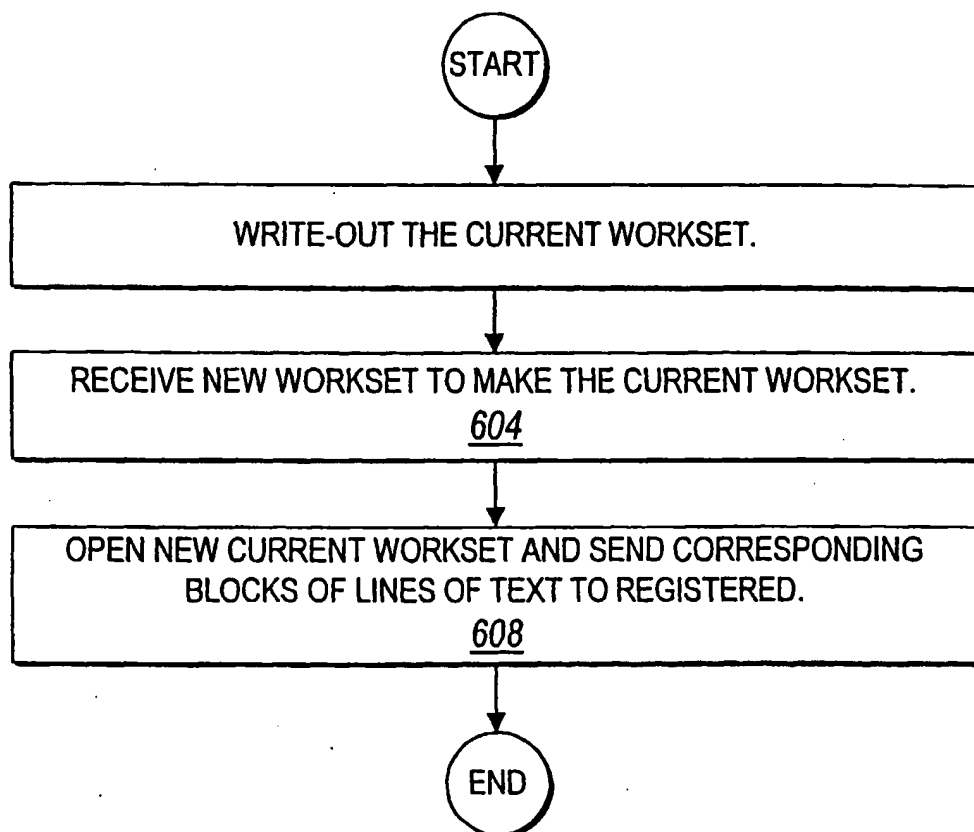 START
WRITE-OUT THE CURRENT WORKSET.
RECEIVE NEW WORKSET TO MAKE THE CURRENT WORKSET.
604
OPEN NEW CURRENT WORKSET AND SEND CORRESPONDING
BLOCKS OF LINES OF TEXT TO REGISTERED.
608
END